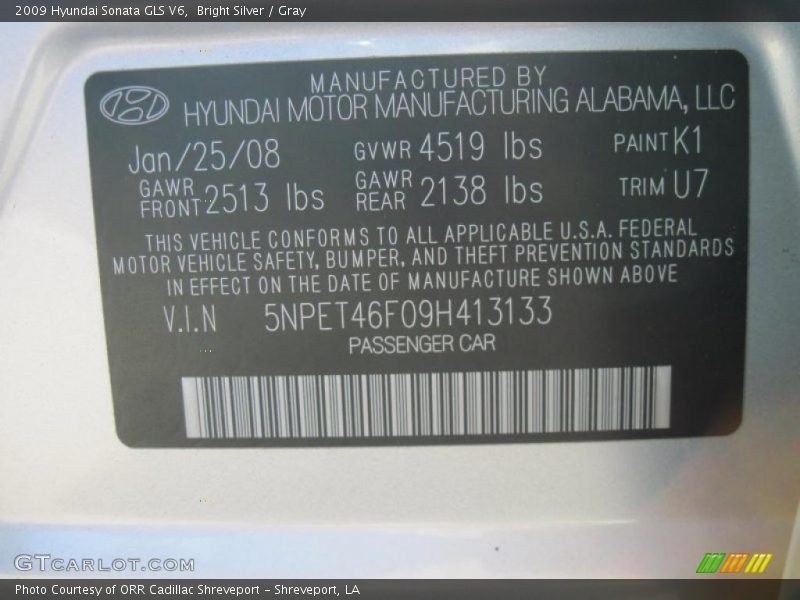 2009 Hyundai Sonata GLS V6,  Bright Silver / Gray
MANUFACTURED BY
HYUNDAI MOTOR MANUFACTURING ALABAMA, LLC
Jan/25/08 GVWR 4519 lbs PAINT K1
GAWR FRONT 2513 lbs GAWR REAR 2138 lbs TRIM U7
THIS VEHICLE CONFORMS TO ALL APPLICABLE U.S.A. FEDERAL
MOTOR VEHICLE SAFETY, BUMPER, AND THEFT PREVENTION STANDARDS
IN EFFECT ON THE DATE OF MANUFACTURE SHOWN ABOVE
V.I.N 5NPET46F09H413133
PASSENGER CAR
GTCARLOT.COM
Photo Courtesy of ORR Cadillac Shreveport - Shreveport, LA